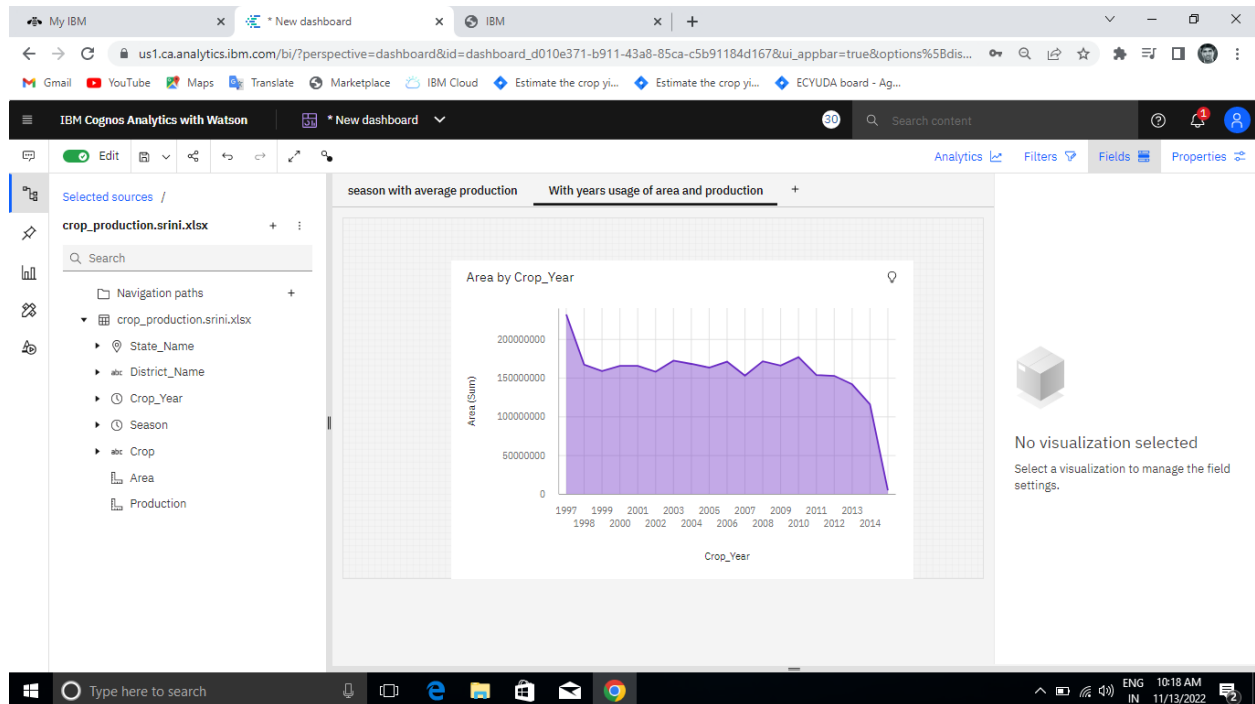 My IBM
* New dashboard
IBM
us1.ca.analytics.ibm.com/bi/?perspective=dashboard&id=dashboard_d010e371-b911-43a8-85ca-c5b91184d167&ui_appbar=true&options%5Bdis...
Gmail YouTube Maps Translate Marketplace IBM Cloud Estimate the crop yi... Estimate the crop yi... ECYUDA board - Ag...
IBM Cognos Analytics with Watson * New dashboard 30 Search content 1
Edit Analytics Filters Fields Properties
Selected sources /
crop_production.srini.xlsx
Search
Navigation paths
crop_production.srini.xlsx
State_Name
abc District_Name
Crop_Year
Season
abc Crop
Area
Production
season with average production With years usage of area and production
Area by Crop_Year
Area (Sum)
200000000
150000000
100000000
50000000
0
1997 1999 2001 2003 2005 2007 2009 2011 2013
1998 2000 2002 2004 2006 2008 2010 2012 2014
Crop_Year
No visualization selected
Select a visualization to manage the field
settings.
Type here to search
ENG 10:18 AM
IN 11/13/2022 2